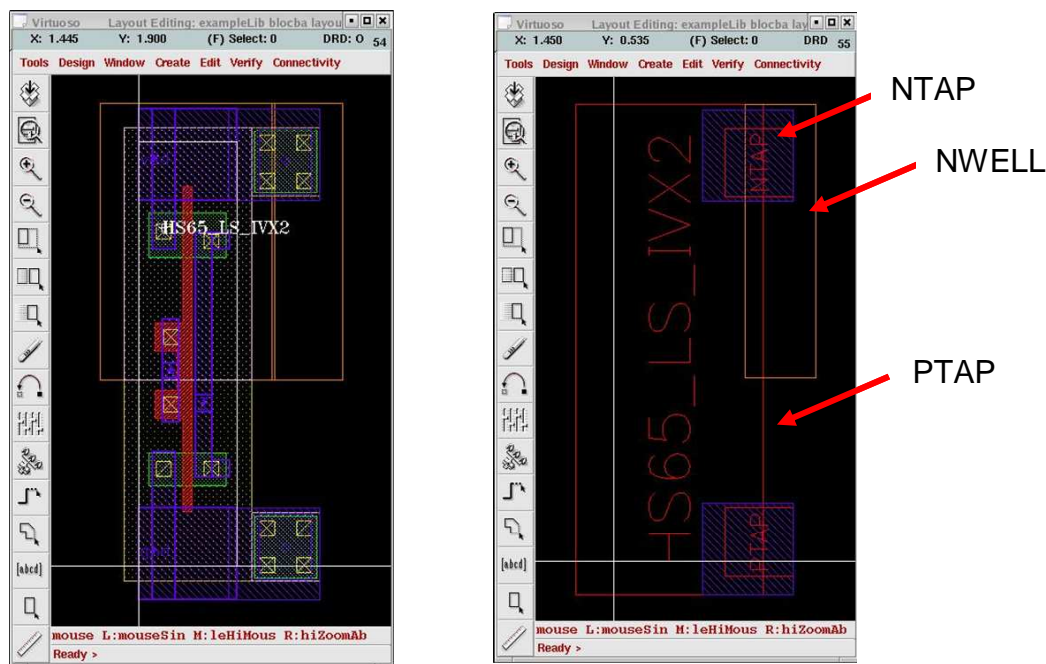 Virtuoso Layout Editing: exampleLib blocba layou
X: 1.445 Y: 1.900 (F) Select: 0 DRD: O 54
Tools Design Window Create Edit Verify Connectivity
HS65_LS_IVX2
[abcd]
mouse L:mouseSin M:leHiMous R:hiZoomAb
Ready >
Virtuoso Layout Editing: exampleLib blocba lay
X: 1.450 Y: 0.535 (F) Select: 0 DRD 55
Tools Design Window Create Edit Verify Connectivity
HS65_LS_IVX2
NTAP
PTAP
[abcd]
mouse L:mouseSin M:leHiMous R:hiZoomAb
Ready >
NTAP
NWELL
PTAP